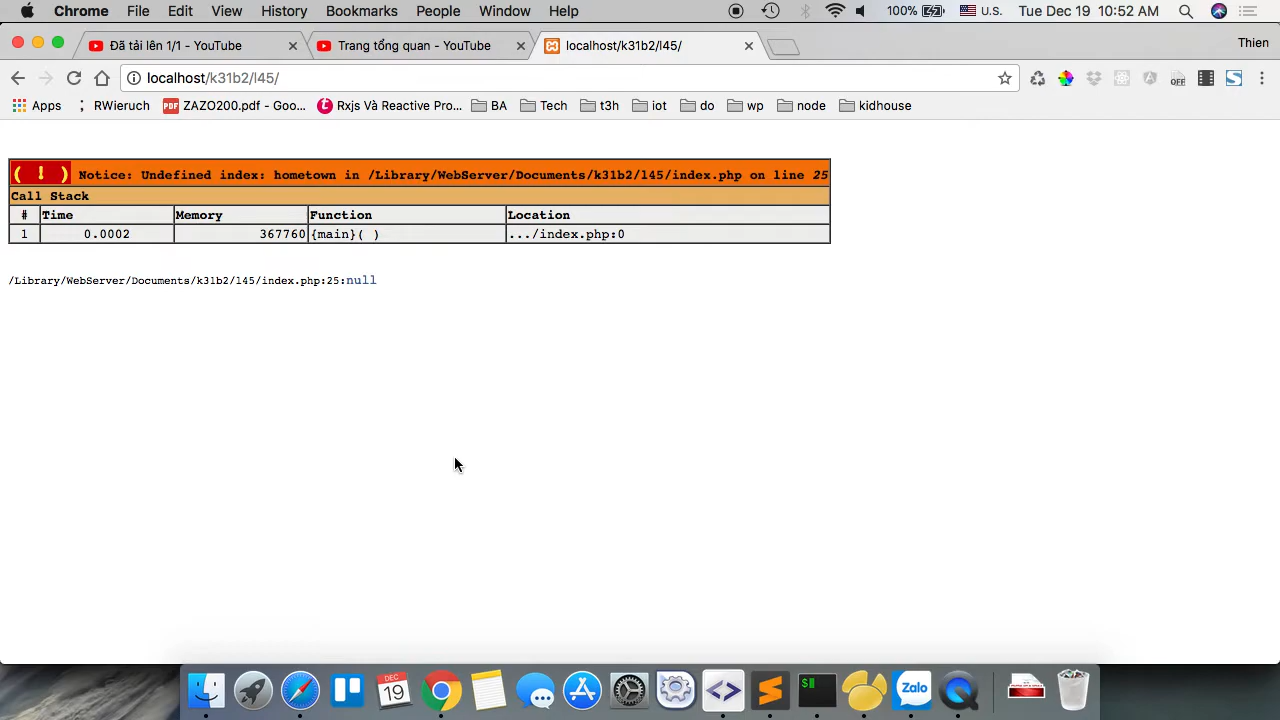 Chrome File Edit View History Bookmarks People Window Help 100% U.S. Tue Dec 19 10:52 AM
Đã tải lên 1/1 - YouTube Trang tổng quan - YouTube localhost/k31b2/l45/ Thien
localhost/k31b2/l45/
Apps RWieruch PDF ZAZO200.pdf - Goo... Rxjs Và Reactive Pro... BA Tech t3h iot do wp node kidhouse
( ! ) Notice: Undefined index: hometown in /Library/WebServer/Documents/k31b2/l45/index.php on line 25
Call Stack
# Time Memory Function Location
1 0.0002 367760 {main}( ) .../index.php:0
/Library/WebServer/Documents/k31b2/l45/index.php:25:null
DEC
19
Zalo